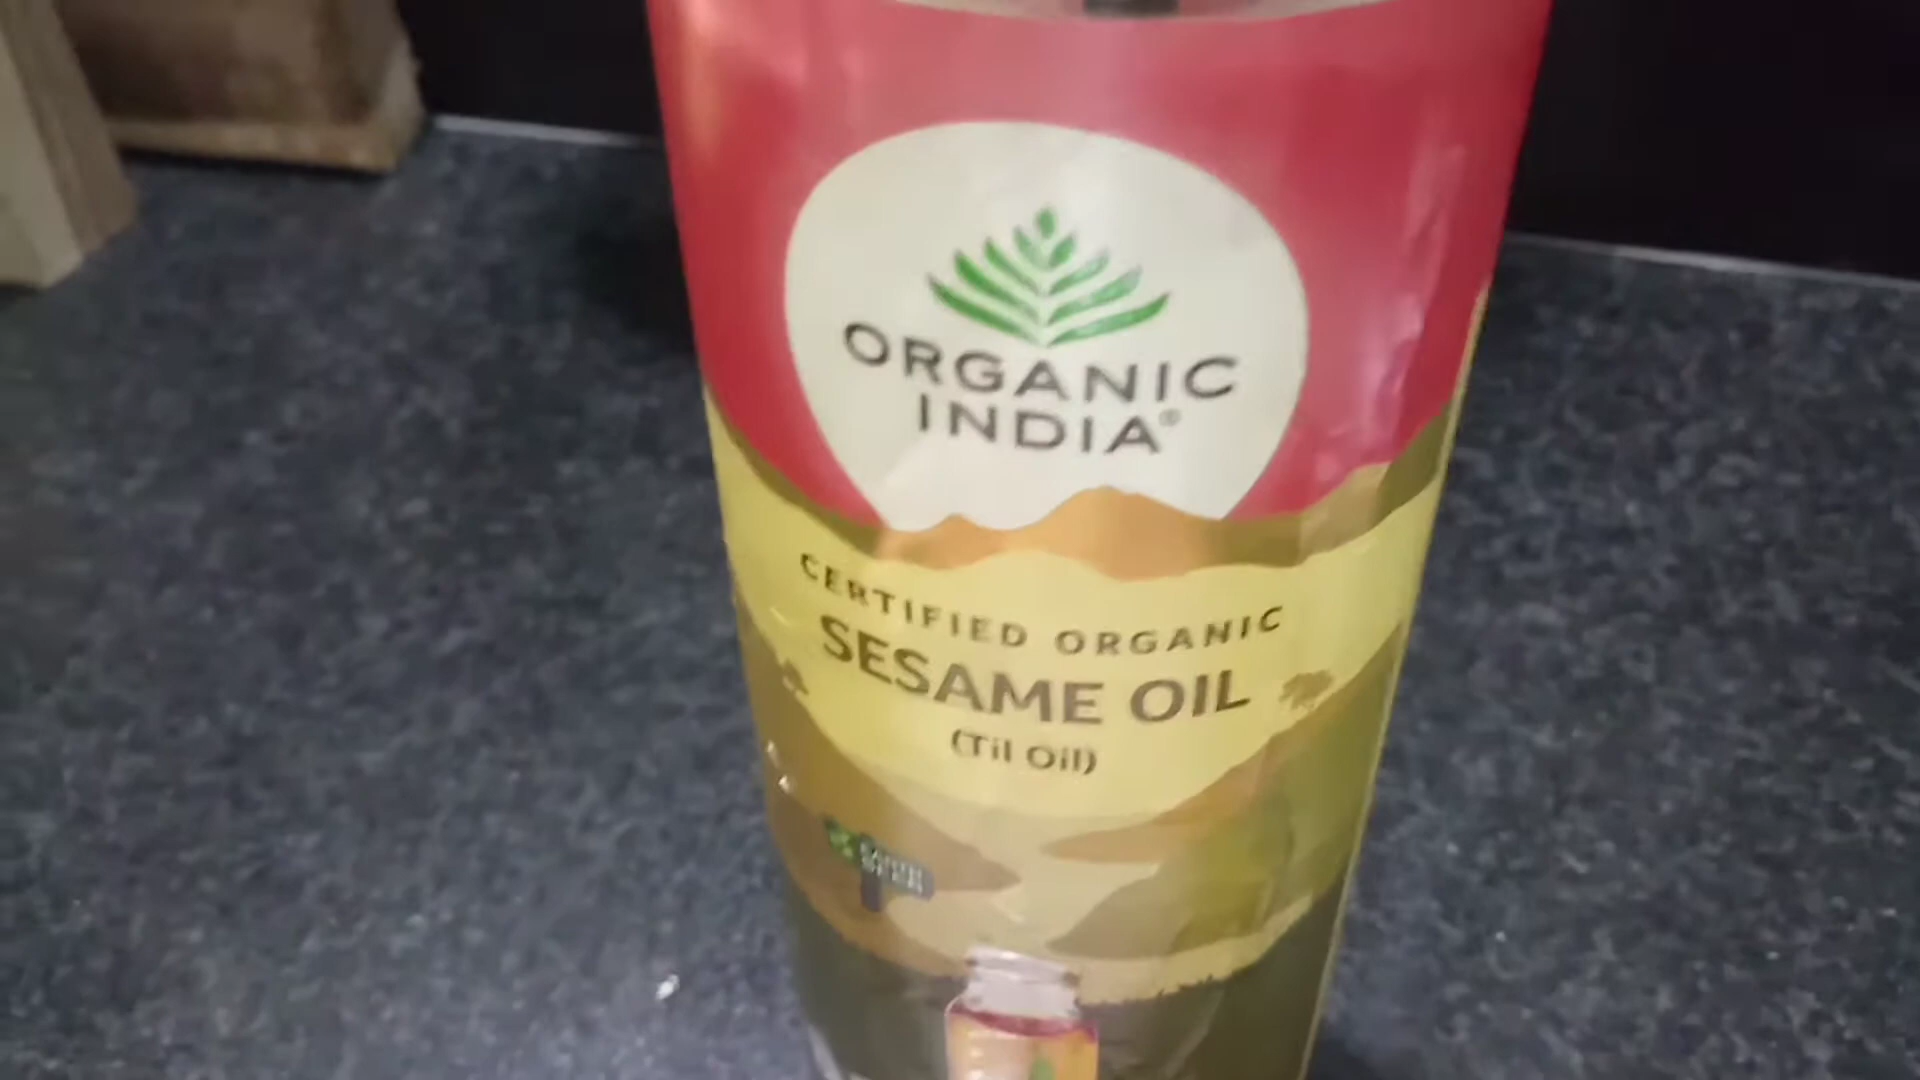 ORGANIC
INDIA®
CERTIFIED ORGANIC
SESAME OIL
(Til Oil)